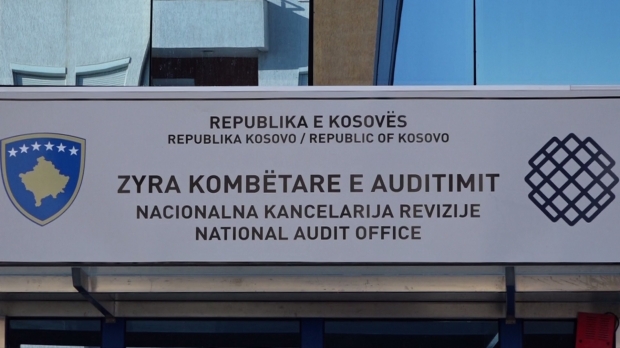 REPUBLIKA E KOSOVËS
REPUBLIKA KOSOVO / REPUBLIC OF KOSOVO
ZYRA KOMBËTARE E AUDITIMIT
NACIONALNA KANCELARIJA REVIZIJE
NATIONAL AUDIT OFFICE